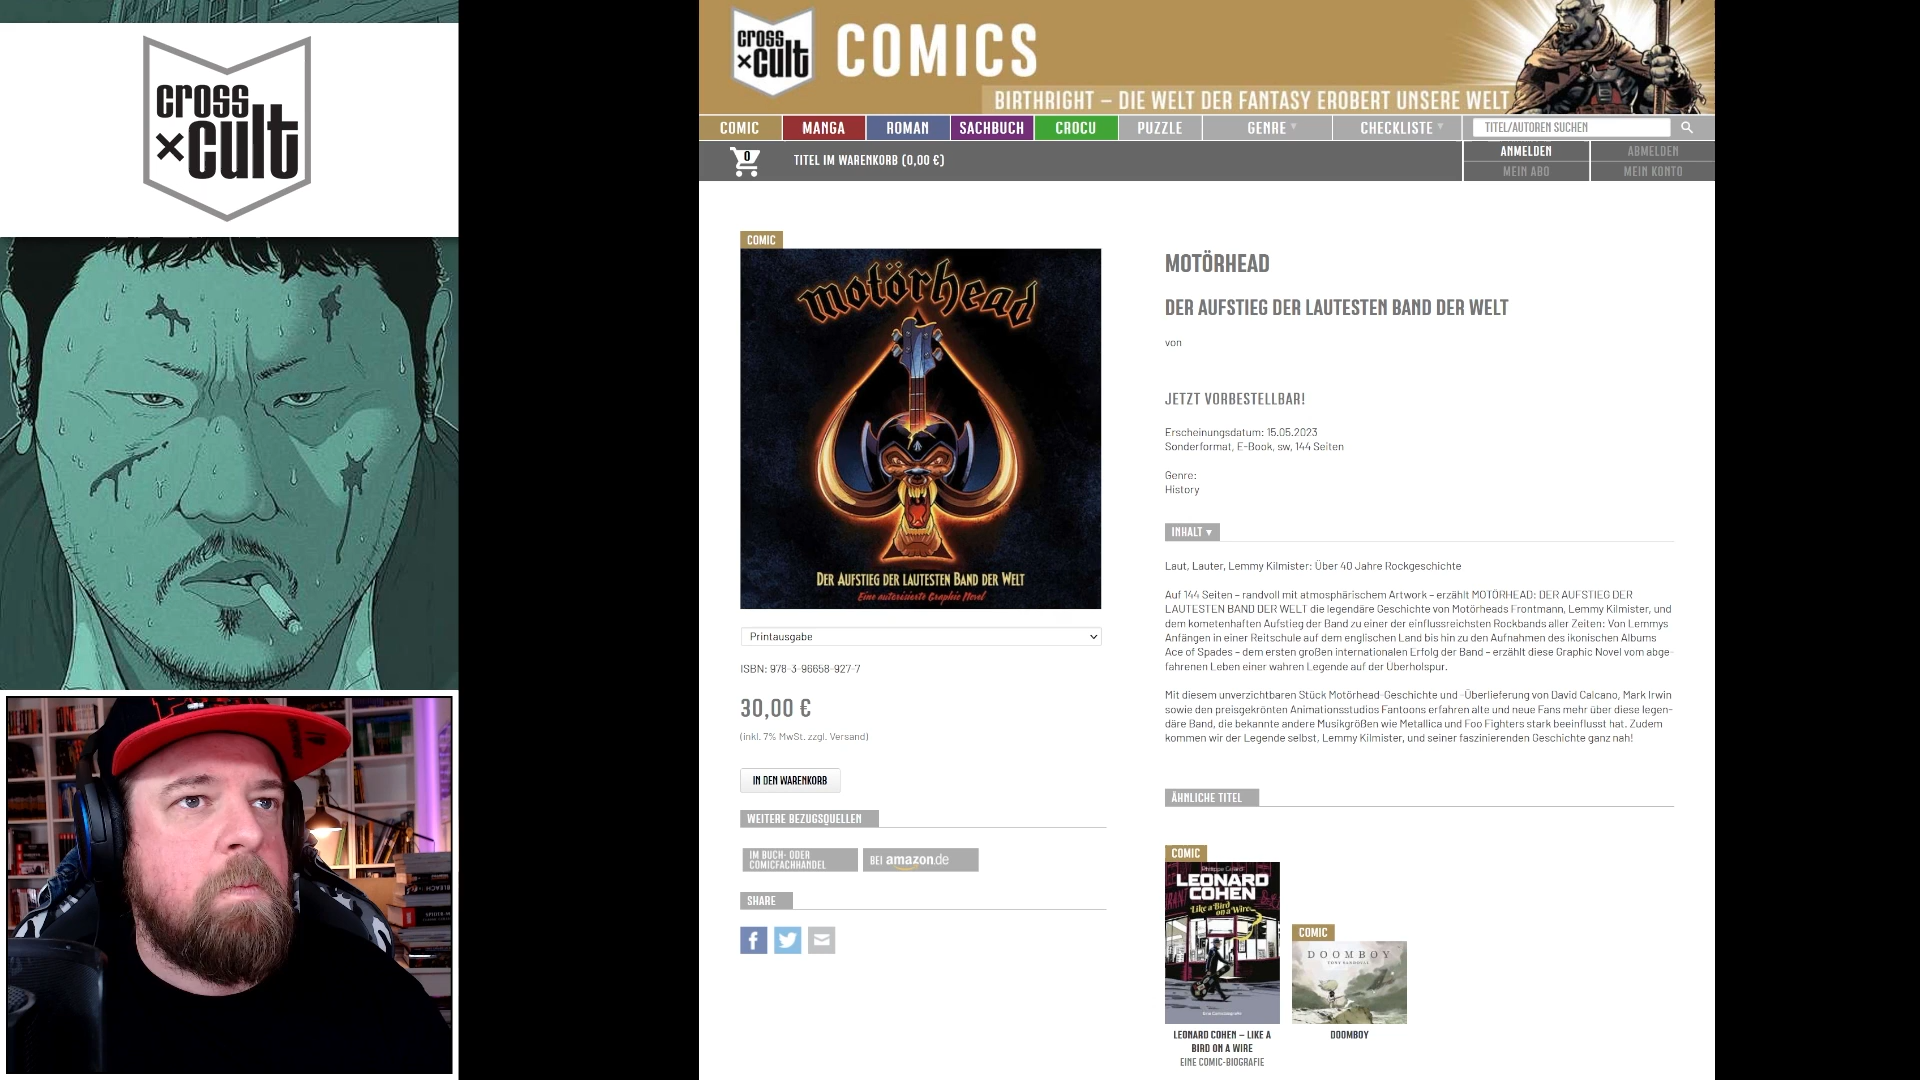 cross
×cult
cross
×cult
COMICS
BIRTHRIGHT – DIE WELT DER FANTASY EROBERT UNSERE WELT
COMIC
MANGA
ROMAN
SACHBUCH
CROCU
PUZZLE
GENRE ▼
CHECKLISTE ▼
TITEL/AUTOREN SUCHEN
0
TITEL IM WARENKORB (0,00 €)
ANMELDEN
ABMELDEN
MEIN ABO
MEIN KONTO
COMIC
motörhead
DER AUFSTIEG DER LAUTESTEN BAND DER WELT
Eine autorisierte Graphic Novel
Printausgabe
ISBN: 978-3-96658-927-7
30,00 €
(inkl. 7% MwSt. zzgl. Versand)
IN DEN WARENKORB
WEITERE BEZUGSQUELLEN
IM BUCH- ODER
COMICFACHHANDEL
BEI amazon.de
SHARE
MOTÖRHEAD
DER AUFSTIEG DER LAUTESTEN BAND DER WELT
von
JETZT VORBESTELLBAR!
Erscheinungsdatum: 15.05.2023
Sonderformat, E-Book, sw, 144 Seiten
Genre:
History
INHALT ▼
Laut, Lauter, Lemmy Kilmister: Über 40 Jahre Rockgeschichte
Auf 144 Seiten – randvoll mit atmosphärischem Artwork – erzählt MOTÖRHEAD: DER AUFSTIEG DER
LAUTESTEN BAND DER WELT die legendäre Geschichte von Motörheads Frontmann, Lemmy Kilmister, und
dem kometenhaften Aufstieg der Band zu einer der einflussreichsten Rockbands aller Zeiten: Von Lemmys
Anfängen in einer Reitschule auf dem englischen Land bis hin zu den Aufnahmen des ikonischen Albums
Ace of Spades – dem ersten großen internationalen Erfolg der Band – erzählt diese Graphic Novel vom abge-
fahrenen Leben einer wahren Legende auf der Überholspur.
Mit diesem unverzichtbaren Stück Motörhead-Geschichte und -Überlieferung von David Calcano, Mark Irwin
sowie den preisgekrönten Animationsstudios Fantoons erfahren alte und neue Fans mehr über diese legen-
däre Band, die bekannte andere Musikgrößen wie Metallica und Foo Fighters stark beeinflusst hat. Zudem
kommen wir der Legende selbst, Lemmy Kilmister, und seiner faszinierenden Geschichte ganz nah!
ÄHNLICHE TITEL
COMIC
LEONARD
COHEN
Like a Bird
on a Wire
LEONARD COHEN – LIKE A
BIRD ON A WIRE
EINE COMIC-BIOGRAFIE
COMIC
DOOMBOY
TONY SANDOVAL
DOOMBOY
BLEACH
SPIDER-M